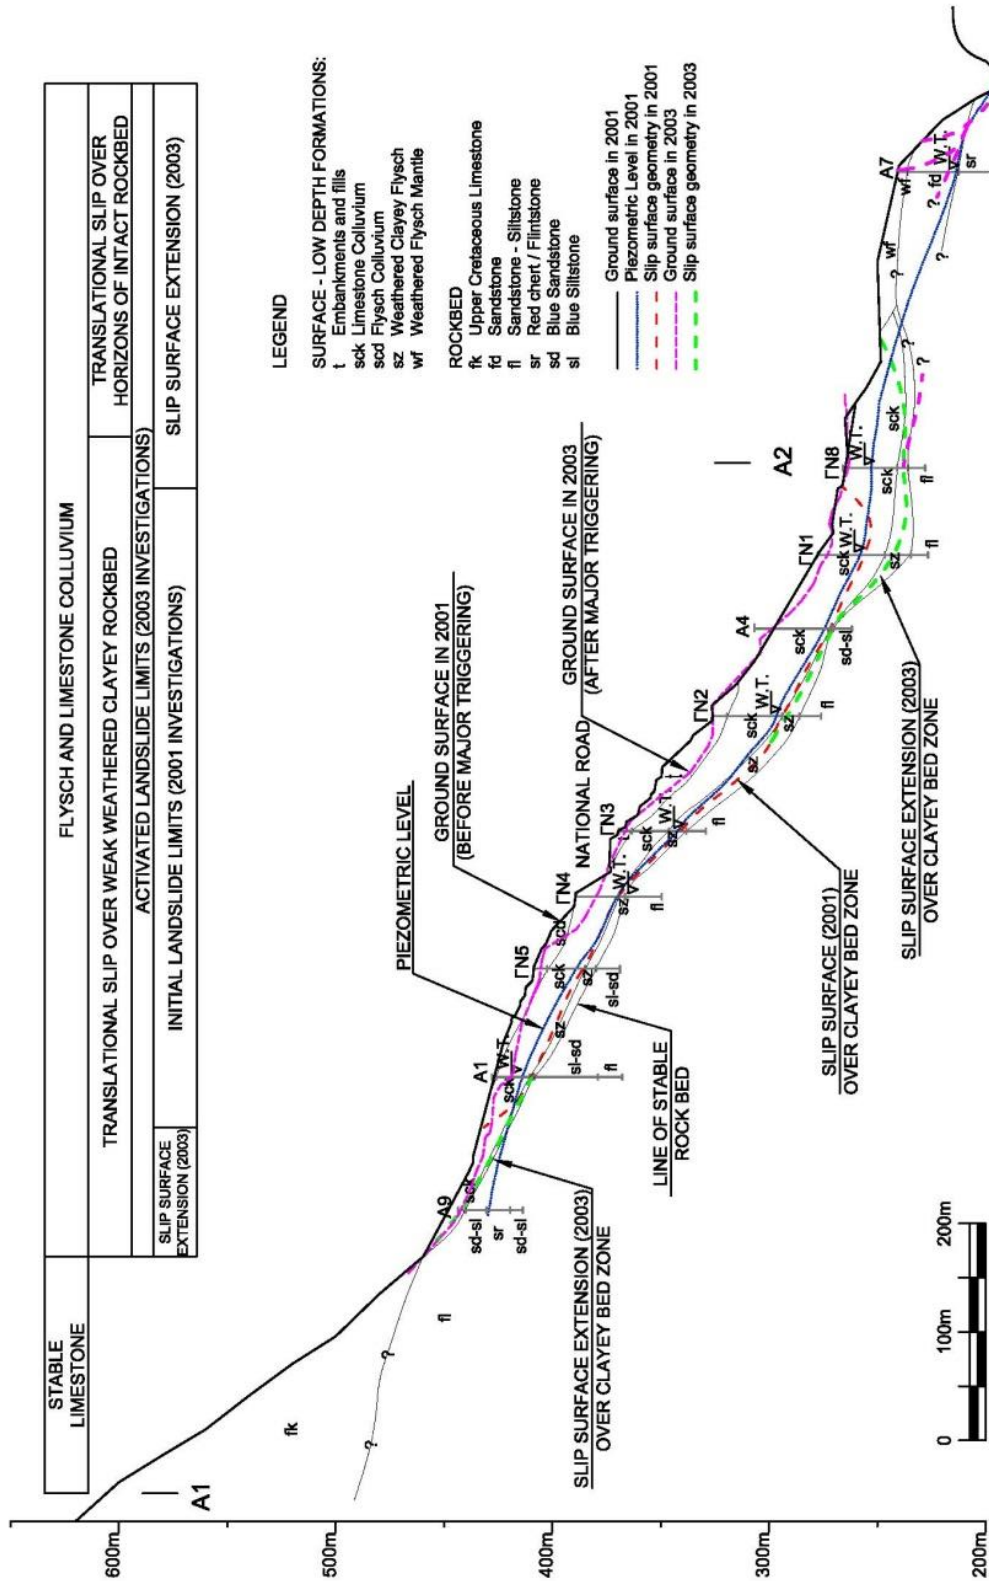 FLYSCH AND LIMESTONE COLLUVIUM
STABLE
LIMESTONE
TRANSLATIONAL SLIP OVER WEAK WEATHERED CLAYEY ROCKBED
TRANSLATIONAL SLIP OVER
HORIZONS OF INTACT ROCKBED
ACTIVATED LANDSLIDE LIMITS (2003 INVESTIGATIONS)
SLIP SURFACE
EXTENSION (2003)
INITIAL LANDSLIDE LIMITS (2001 INVESTIGATIONS)
SLIP SURFACE EXTENSION (2003)
LEGEND
SURFACE - LOW DEPTH FORMATIONS:
t Embankments and fills
sck Limestone Colluvium
scd Flysch Colluvium
sz Weathered Clayey Flysch
wf Weathered Flysch Mantle
ROCKBED
fk Upper Cretaceous Limestone
fd Sandstone
fl Sandstone - Siltstone
sr Red chert / Flintstone
sd Blue Sandstone
sl Blue Siltstone
Ground surface in 2001
Piezometric Level in 2001
Slip surface geometry in 2001
Ground surface in 2003
Slip surface geometry in 2003
600m
500m
400m
300m
200m
A1
A2
fk
fl
?
?
A9
sck
sd-sl
sr
sd-sl
A1
W.T.
sck
sl-sd
fl
sz
ΓN5
sck
sz
sl-sd
scd
ΓN4
W.T.
sz
fl
NATIONAL ROAD
ΓN3
W.T.
sck
sz
fl
sz
ΓN2
W.T.
sck
sz
fl
A4
sck
sd-sl
ΓN1
W.T.
sck
sz
fl
ΓN8
W.T.
sck
fl
sck
?
?
?
wf
?
A7
wf
fd
W.T.
sr
?
PIEZOMETRIC LEVEL
GROUND SURFACE IN 2001
(BEFORE MAJOR TRIGGERING)
GROUND SURFACE IN 2003
(AFTER MAJOR TRIGGERING)
SLIP SURFACE EXTENSION (2003)
OVER CLAYEY BED ZONE
LINE OF STABLE
ROCK BED
SLIP SURFACE (2001)
OVER CLAYEY BED ZONE
SLIP SURFACE EXTENSION (2003)
OVER CLAYEY BED ZONE
0 100m 200m